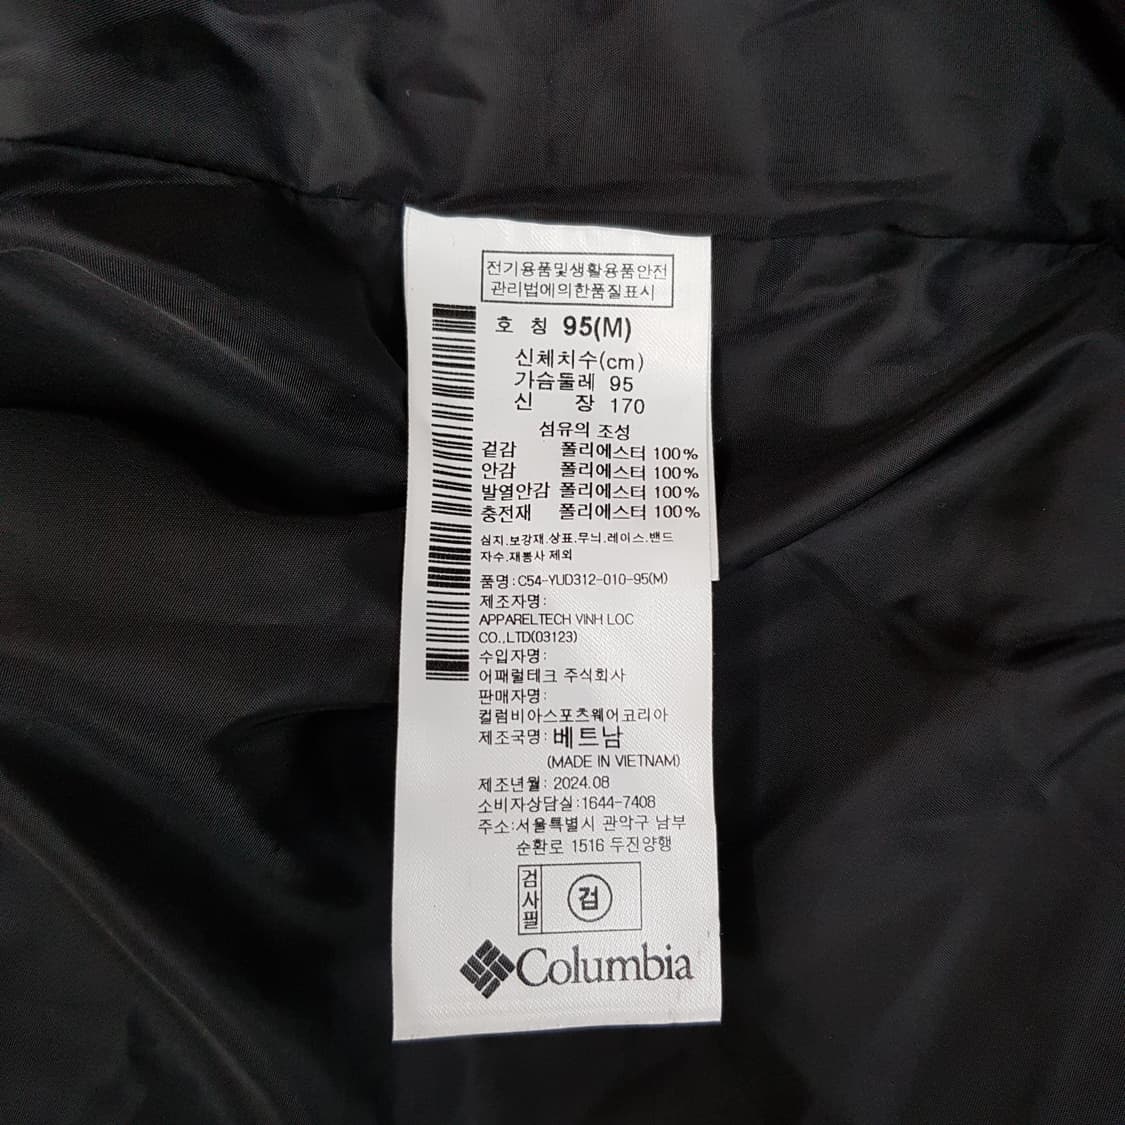 전기용품및생활용품안전
관리법에의한품질표시
호 칭 95(M)
신체치수(cm)
가슴둘레 95
신 장 170
섬유의 조성
겉감 폴리에스터 100%
안감 폴리에스터 100%
발열안감 폴리에스터 100%
충전재 폴리에스터 100%
심지.보강재.상표.무늬.레이스.밴드
자수.재봉사 제외
품명:C54-YUD312-010-95(M)
제조자명:
APPARELTECH VINH LOC
CO.,LTD(03123)
수입자명:
어패럴테크 주식회사
판매자명:
컬럼비아스포츠웨어코리아
제조국명:베트남
(MADE IN VIETNAM)
제조년월: 2024.08
소비자상담실:1644-7408
주소:서울특별시 관악구 남부
순환로 1516 두진양행
검사필
검
Columbia